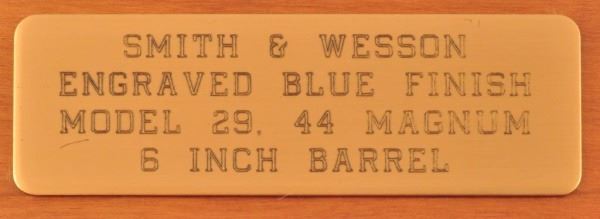 SMITH & WESSON
ENGRAVED BLUE FINISH
MODEL 29, 44 MAGNUM
6 INCH BARREL